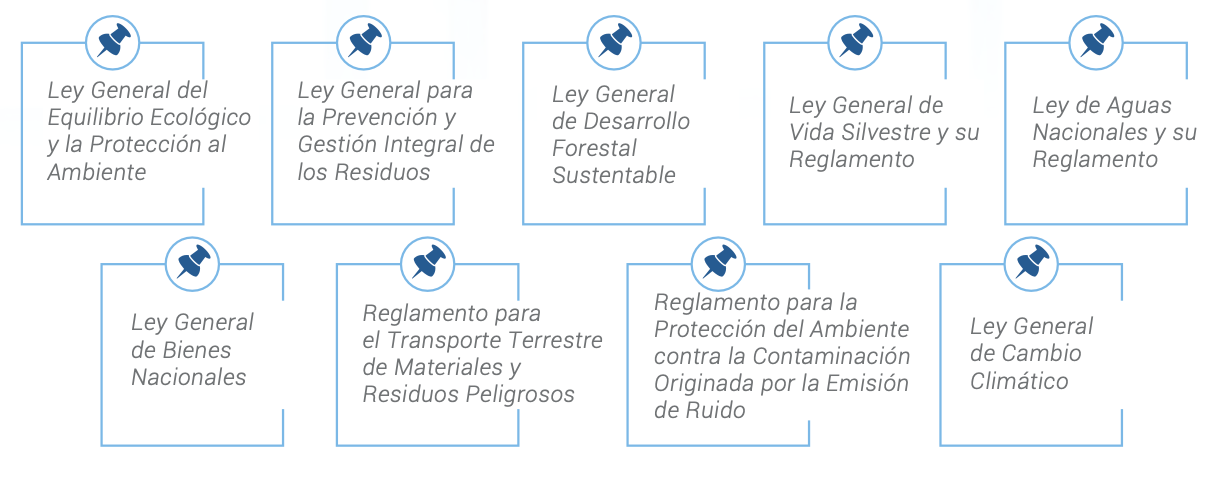 Ley General del
Equilibrio Ecológico
y la Protección al
Ambiente
Ley General para
la Prevención y
Gestión Integral de
los Residuos
Ley General
de Desarrollo
Forestal
Sustentable
Ley General de
Vida Silvestre y su
Reglamento
Ley de Aguas
Nacionales y su
Reglamento
Ley General
de Bienes
Nacionales
Reglamento para
el Transporte Terrestre
de Materiales y
Residuos Peligrosos
Reglamento para la
Protección del Ambiente
contra la Contaminación
Originada por la Emisión
de Ruido
Ley General
de Cambio
Climático